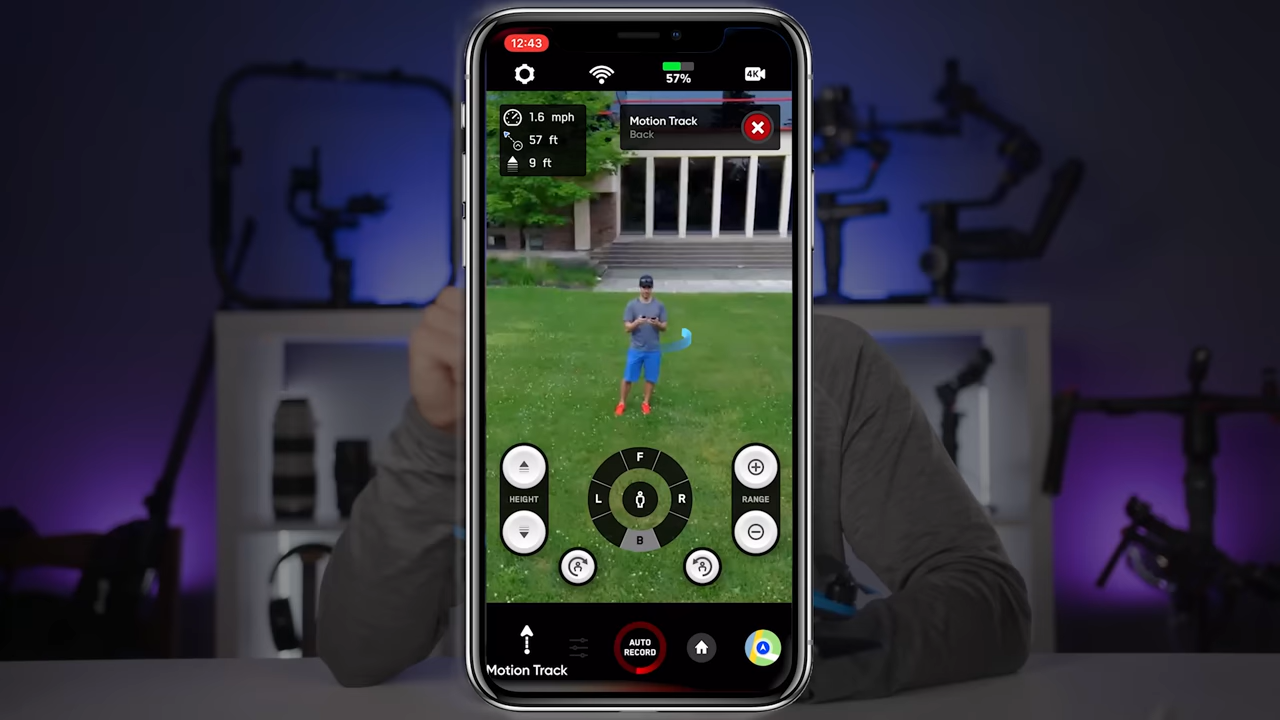 12:43
4K
57%
1.6 mph
57 ft
9 ft
Motion Track
Back
F
L
R
B
HEIGHT
RANGE
AUTO
RECORD
Motion Track